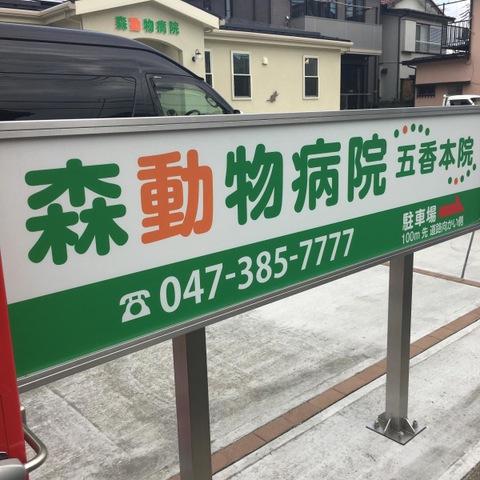 森動物病院
森動物病院 五香本院
駐車場
100m先 道路向かい側
☎047-385-7777